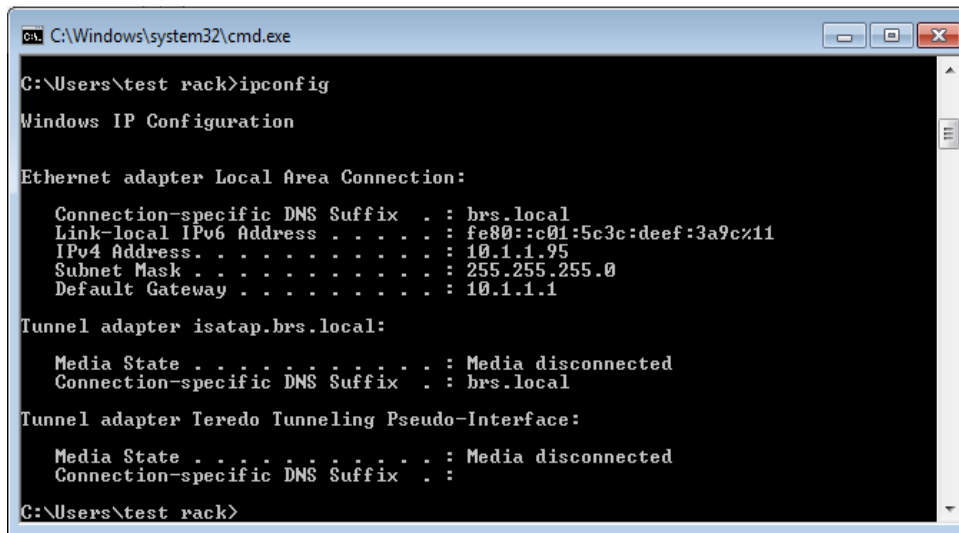 C:\Windows\system32\cmd.exe
C:\Users\test rack>ipconfig
Windows IP Configuration
Ethernet adapter Local Area Connection:
Connection-specific DNS Suffix . : brs.local
Link-local IPv6 Address . . . . . : fe80::c01:5c3c:deef:3a9c%11
IPv4 Address. . . . . . . . . . . : 10.1.1.95
Subnet Mask . . . . . . . . . . . : 255.255.255.0
Default Gateway . . . . . . . . . : 10.1.1.1
Tunnel adapter isatap.brs.local:
Media State . . . . . . . . . . . : Media disconnected
Connection-specific DNS Suffix . : brs.local
Tunnel adapter Teredo Tunneling Pseudo-Interface:
Media State . . . . . . . . . . . : Media disconnected
Connection-specific DNS Suffix . :
C:\Users\test rack>